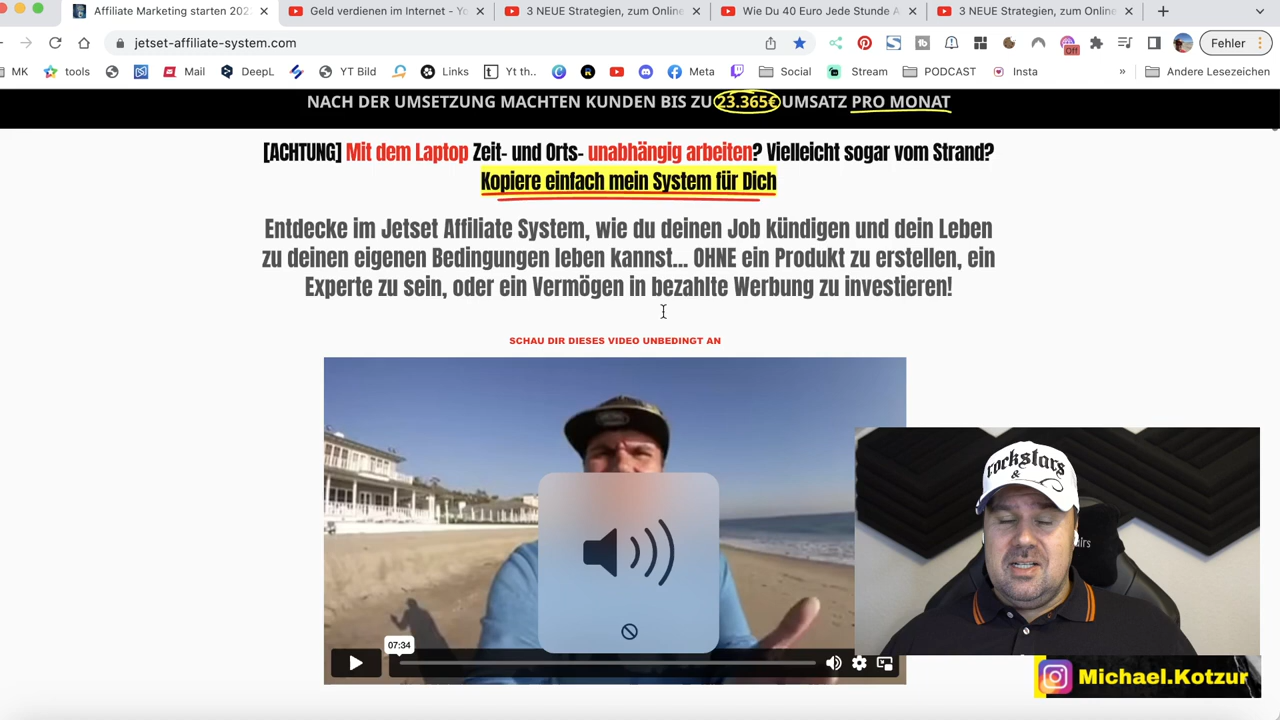 Affiliate Marketing starten 202
Geld verdienen im Internet - Yo
3 NEUE Strategien, zum Online
Wie Du 40 Euro Jede Stunde A
3 NEUE Strategien, zum Online
jetset-affiliate-system.com
Off
Fehler
MK
tools
Mail
DeepL
YT Bild
Links
Yt th..
Meta
Social
Stream
PODCAST
Insta
»
Andere Lesezeichen
NACH DER UMSETZUNG MACHTEN KUNDEN BIS ZU 23.365€ UMSATZ PRO MONAT
[ACHTUNG] Mit dem Laptop Zeit- und Orts- unabhängig arbeiten? Vielleicht sogar vom Strand?
Kopiere einfach mein System für Dich
Entdecke im Jetset Affiliate System, wie du deinen Job kündigen und dein Leben
zu deinen eigenen Bedingungen leben kannst... OHNE ein Produkt zu erstellen, ein
Experte zu sein, oder ein Vermögen in bezahlte Werbung zu investieren!
SCHAU DIR DIESES VIDEO UNBEDINGT AN
rockstars
&
07:34
Michael.Kotzur